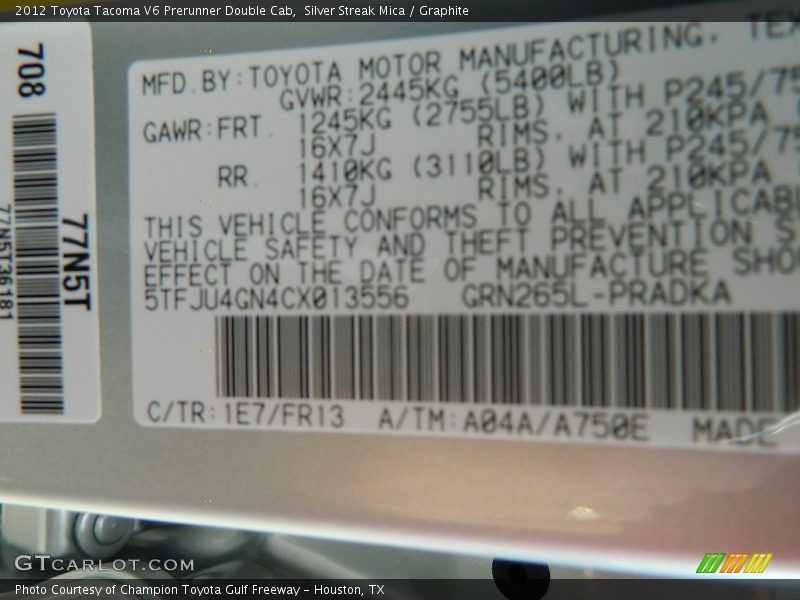 2012 Toyota Tacoma V6 Prerunner Double Cab,  Silver Streak Mica / Graphite
708
77N5T
77N5T36181
MFD.BY:TOYOTA MOTOR MANUFACTURING, TEX
GVWR:2445KG (5400LB)
GAWR:FRT. 1245KG (2755LB) WITH P245/75
16X7J RIMS. AT 210KPA
RR. 1410KG (3110LB) WITH P245/75
16X7J RIMS. AT 210KPA
THIS VEHICLE CONFORMS TO ALL APPLICABL
VEHICLE SAFETY AND THEFT PREVENTION S
EFFECT ON THE DATE OF MANUFACTURE SHO
5TFJU4GN4CX013556 GRN265L-PRADKA
C/TR:1E7/FR13 A/TM:A04A/A750E MADE
GTCARLOT.COM
Photo Courtesy of Champion Toyota Gulf Freeway - Houston, TX